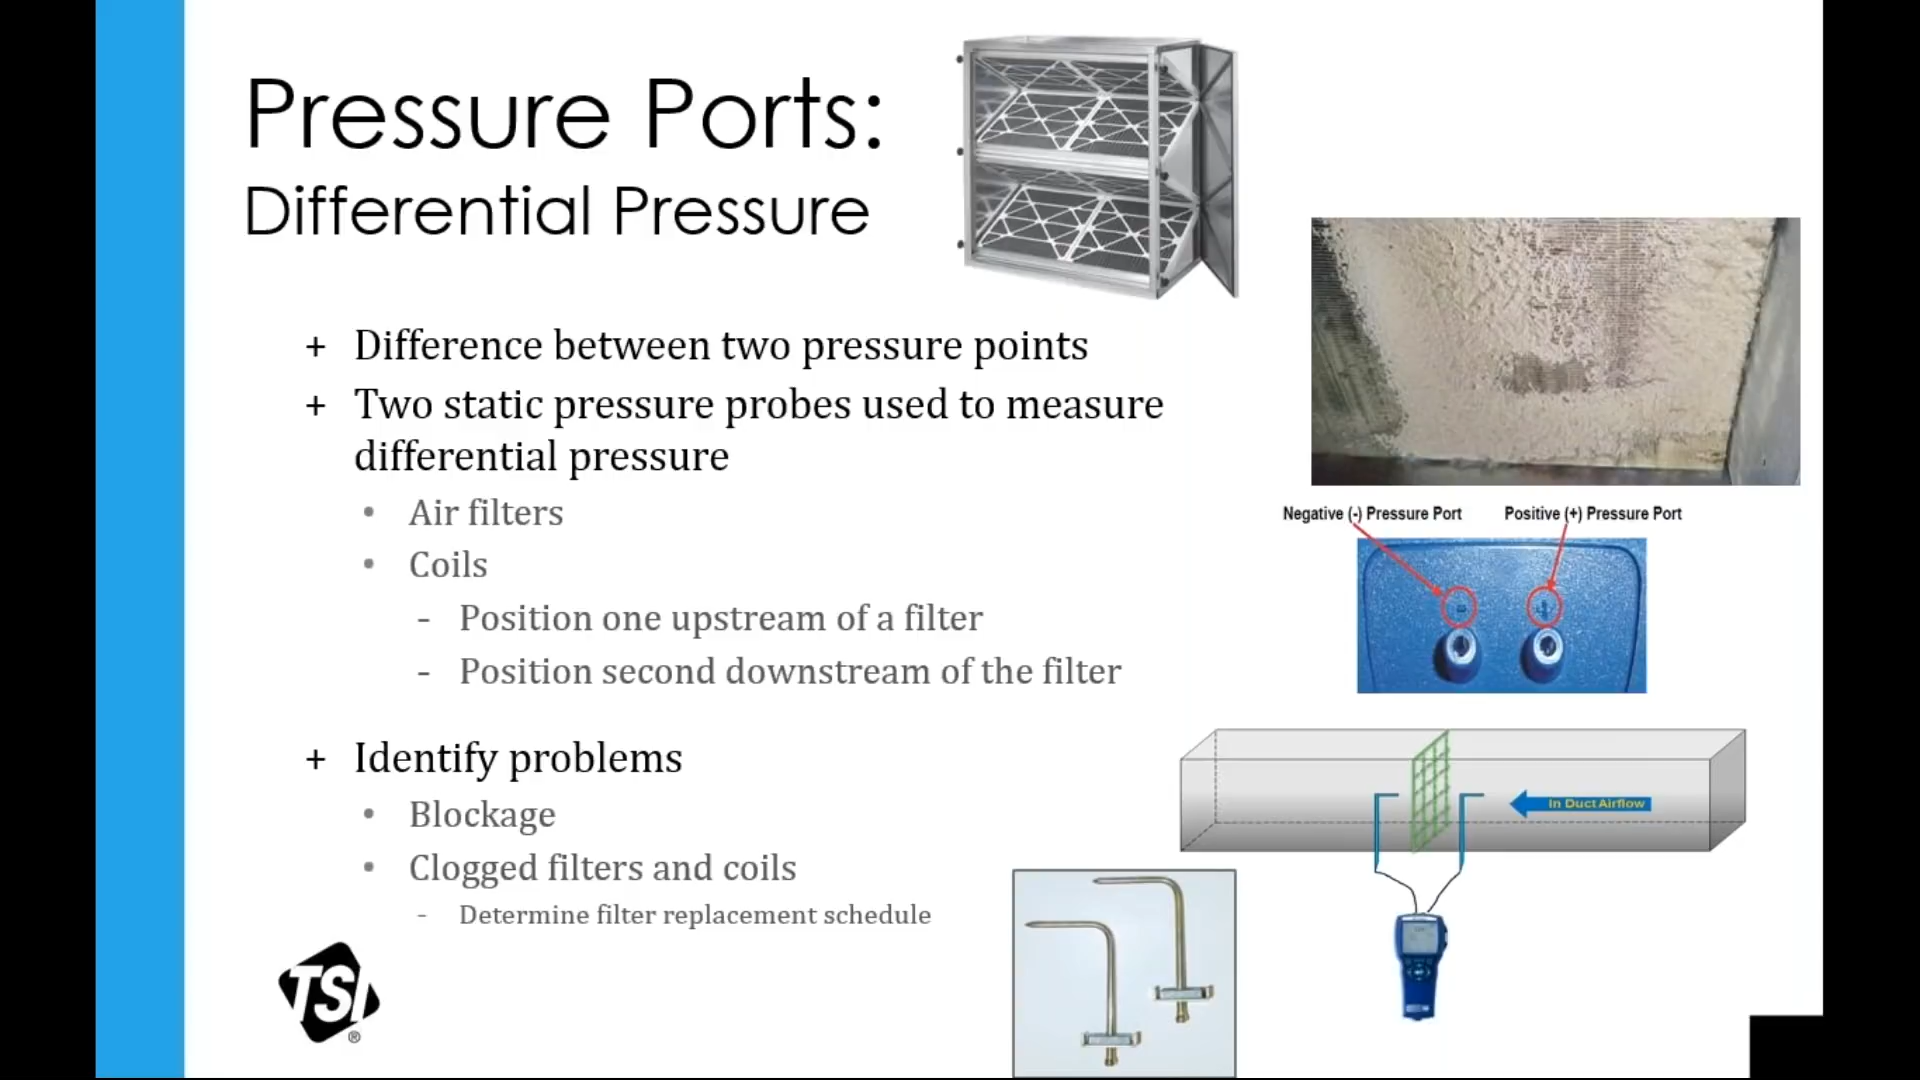 Pressure Ports:
Differential Pressure
+ Difference between two pressure points
+ Two static pressure probes used to measure
differential pressure
• Air filters
• Coils
- Position one upstream of a filter
- Position second downstream of the filter
+ Identify problems
• Blockage
• Clogged filters and coils
- Determine filter replacement schedule
Negative (-) Pressure Port
Positive (+) Pressure Port
In Duct Airflow
TSI
®